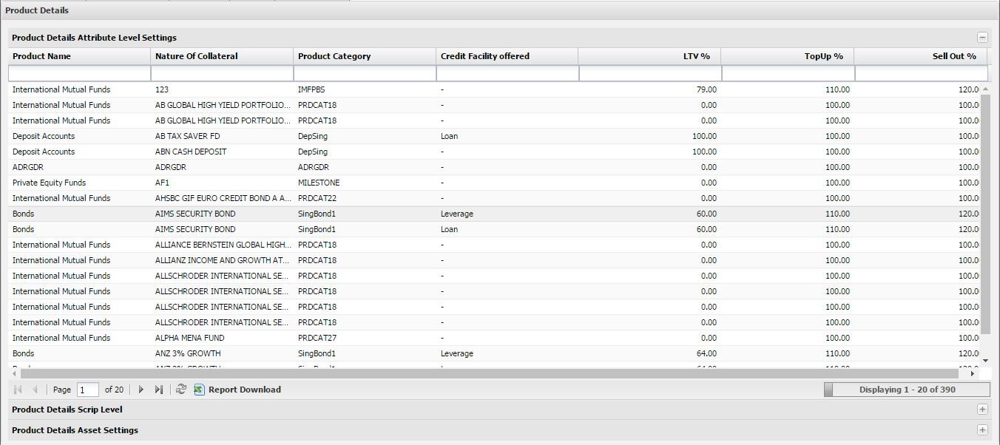 Product Details
Product Details Attribute Level Settings
Product Name Nature Of Collateral Product Category Credit Facility offered LTV % TopUp % Sell Out %
International Mutual Funds 123 IMFPBS - 79.00 110.00 120.0
International Mutual Funds AB GLOBAL HIGH YIELD PORTFOLIO... PRDCAT18 - 0.00 100.00 100.0
International Mutual Funds AB GLOBAL HIGH YIELD PORTFOLIO... PRDCAT18 - 0.00 100.00 100.0
Deposit Accounts AB TAX SAVER FD DepSing Loan 100.00 100.00 100.0
Deposit Accounts ABN CASH DEPOSIT DepSing - 100.00 100.00 100.0
ADRGDR ADRGDR ADRGDR - 0.00 100.00 100.0
Private Equity Funds AF1 MILESTONE - 0.00 100.00 100.0
International Mutual Funds AHSBC GIF EURO CREDIT BOND A A... PRDCAT22 - 0.00 100.00 100.0
Bonds AIMS SECURITY BOND SingBond1 Leverage 60.00 110.00 120.0
Bonds AIMS SECURITY BOND SingBond1 Loan 60.00 110.00 120.0
International Mutual Funds ALLIANCE BERNSTEIN GLOBAL HIGH... PRDCAT18 - 0.00 100.00 100.0
International Mutual Funds ALLIANZ INCOME AND GROWTH AT... PRDCAT18 - 0.00 100.00 100.0
International Mutual Funds ALLSCHRODER INTERNATIONAL SE... PRDCAT18 - 0.00 100.00 100.0
International Mutual Funds ALLSCHRODER INTERNATIONAL SE... PRDCAT18 - 0.00 100.00 100.0
International Mutual Funds ALLSCHRODER INTERNATIONAL SE... PRDCAT18 - 0.00 100.00 100.0
International Mutual Funds ALLSCHRODER INTERNATIONAL SE... PRDCAT18 - 0.00 100.00 100.0
International Mutual Funds ALPHA MENA FUND PRDCAT27 - 0.00 100.00 100.0
Bonds ANZ 3% GROWTH SingBond1 Leverage 64.00 110.00 120.0
Page 1 of 20 Report Download Displaying 1 - 20 of 390
Product Details Scrip Level
Product Details Asset Settings